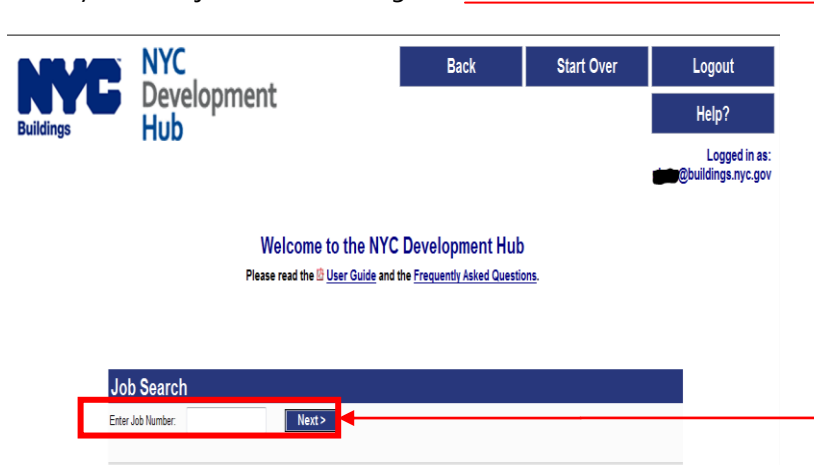 NYC
Buildings
NYC
Development
Hub
Back
Start Over
Logout
Help?
Logged in as:
@buildings.nyc.gov
Welcome to the NYC Development Hub
Please read the User Guide and the Frequently Asked Questions.
Job Search
Enter Job Number:
Next >